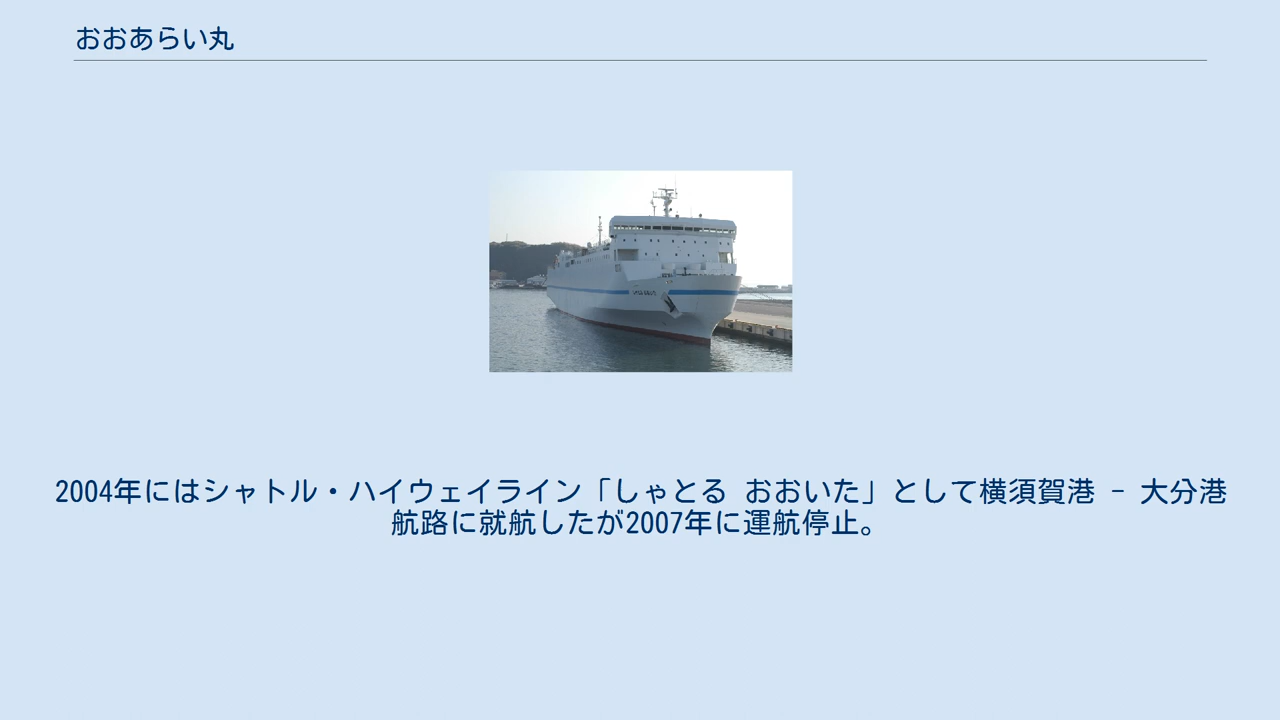 おおあらい丸
2004年にはシャトル・ハイウェイライン「しゃとる おおいた」として横須賀港 - 大分港
航路に就航したが2007年に運航停止。